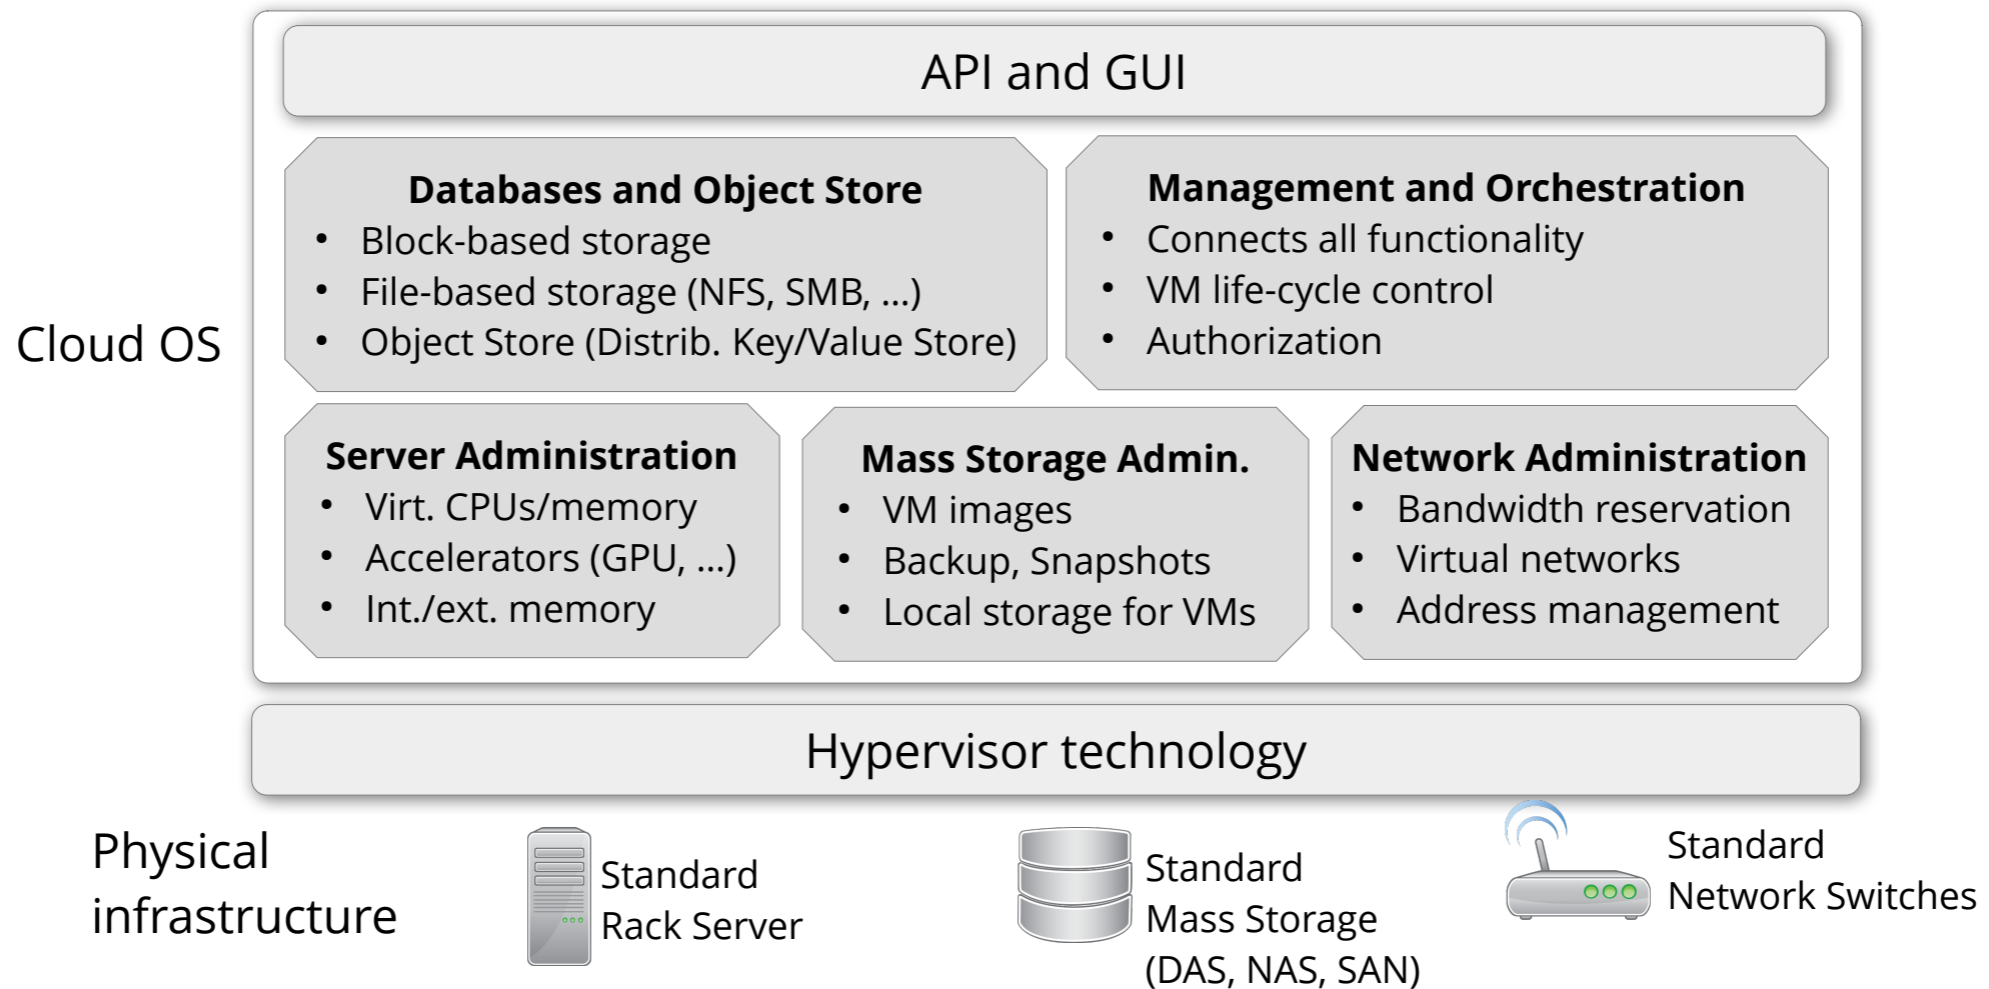 API and GUI
Cloud OS
Databases and Object Store
• Block-based storage
• File-based storage (NFS, SMB, ...)
• Object Store (Distrib. Key/Value Store)
Management and Orchestration
• Connects all functionality
• VM life-cycle control
• Authorization
Server Administration
• Virt. CPUs/memory
• Accelerators (GPU, ...)
• Int./ext. memory
Mass Storage Admin.
• VM images
• Backup, Snapshots
• Local storage for VMs
Network Administration
• Bandwidth reservation
• Virtual networks
• Address management
Hypervisor technology
Physical
infrastructure
Standard
Rack Server
Standard
Mass Storage
(DAS, NAS, SAN)
Standard
Network Switches